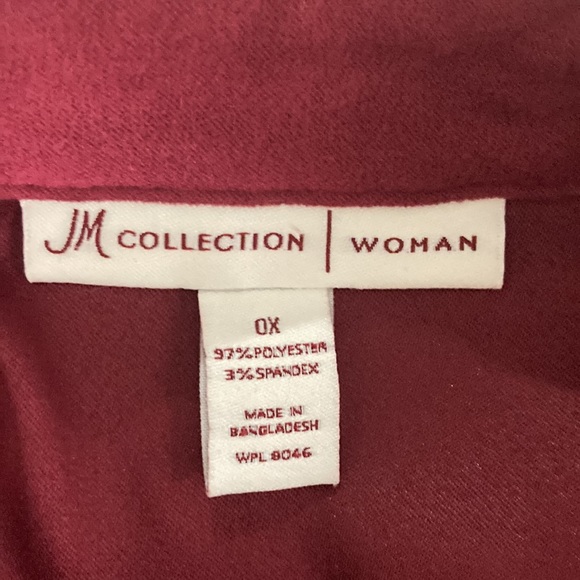 JM COLLECTION | WOMAN
0X
97% POLYESTER
3% SPANDEX
MADE IN
BANGLADESH
WPL 8046